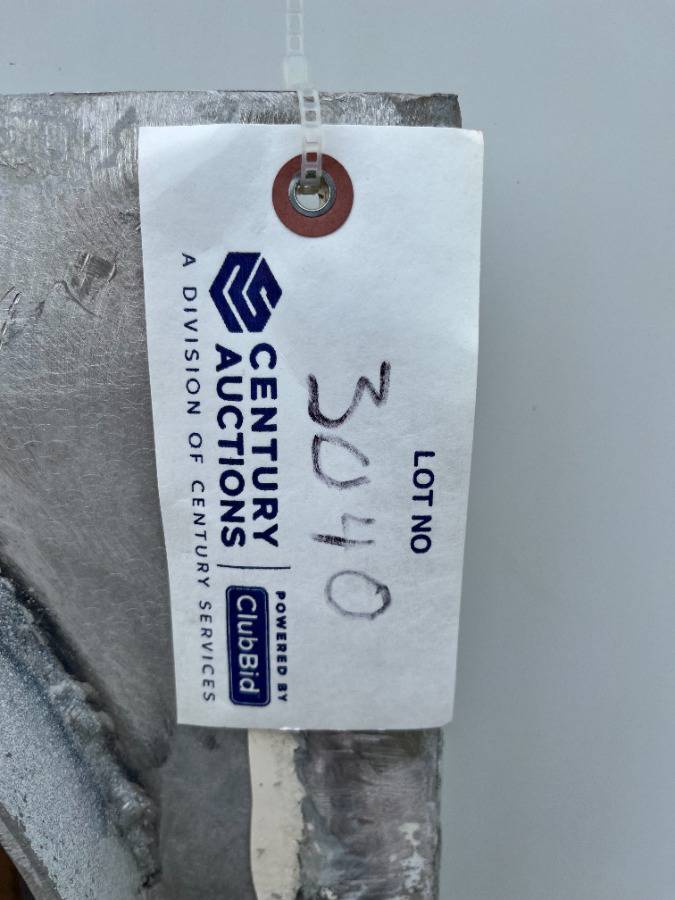 LOT NO
3040
CENTURY
AUCTIONS
A DIVISION OF CENTURY SERVICES
POWERED BY
ClubBid